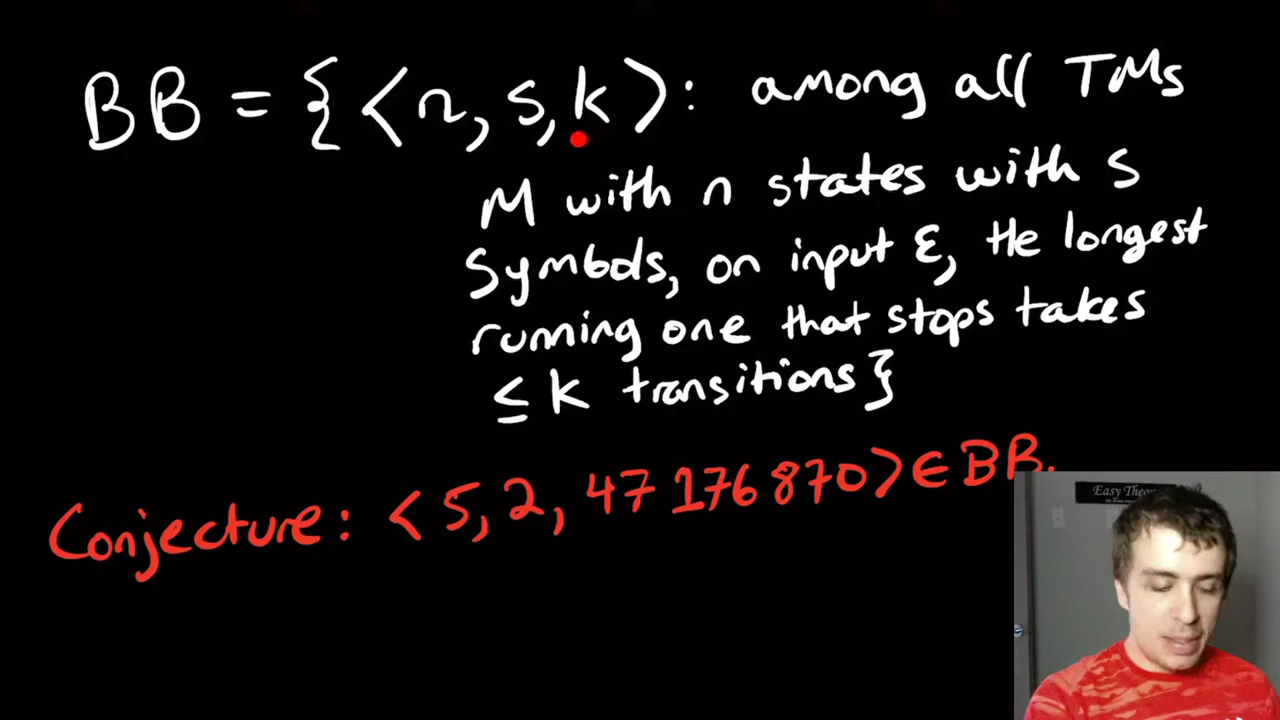 BB = {<n, s, k>: among all TMs
M with n states with s
symbols, on input ε, the longest
running one that stops takes
≤ k transitions}
Conjecture: <5, 2, 47 176 870> ∈ BB.